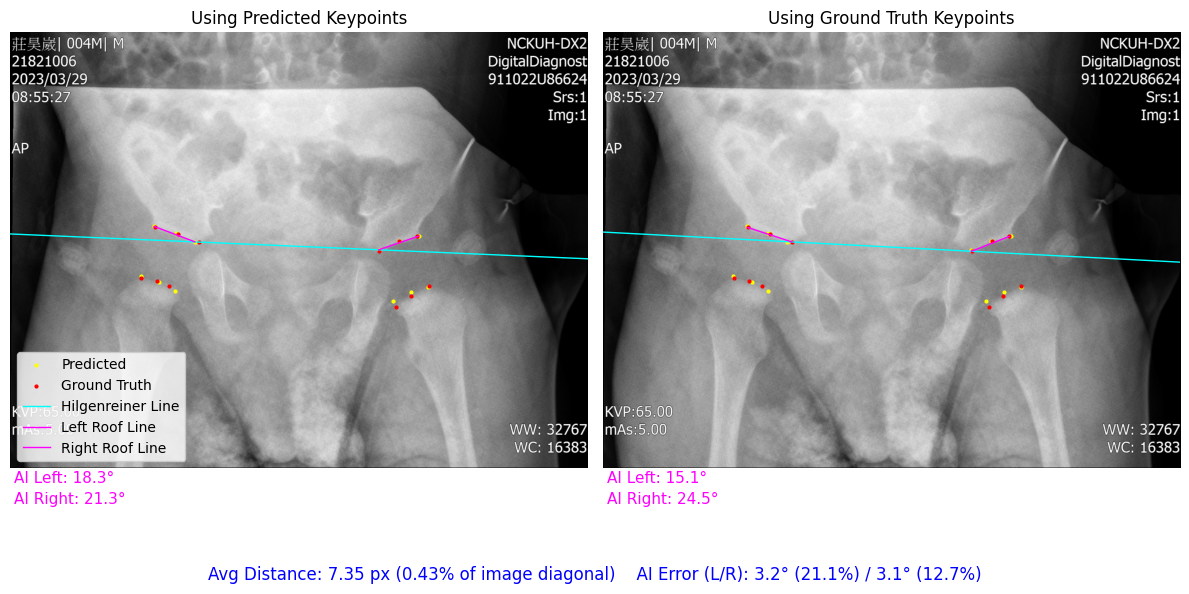 Using Predicted Keypoints
莊昊崴| 004M| M
21821006
2023/03/29
08:55:27
AP
NCKUH-DX2
DigitalDiagnost
911022U86624
Srs:1
Img:1
Predicted
Ground Truth
Hilgenreiner Line
Left Roof Line
Right Roof Line
WW: 32767
WC: 16383
AI Left: 18.3°
AI Right: 21.3°
Using Ground Truth Keypoints
莊昊崴| 004M| M
21821006
2023/03/29
08:55:27
AP
NCKUH-DX2
DigitalDiagnost
911022U86624
Srs:1
Img:1
KVP:65.00
mAs:5.00
WW: 32767
WC: 16383
AI Left: 15.1°
AI Right: 24.5°
Avg Distance: 7.35 px (0.43% of image diagonal) AI Error (L/R): 3.2° (21.1%) / 3.1° (12.7%)